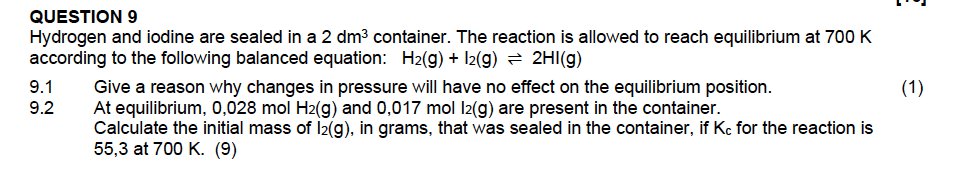 QUESTION 9
Hydrogen and iodine are sealed in a 2 dm³ container. The reaction is allowed to reach equilibrium at 700 K
according to the following balanced equation: H₂(g) + I₂(g) ⇌ 2HI(g)
9.1 Give a reason why changes in pressure will have no effect on the equilibrium position. (1)
9.2 At equilibrium, 0,028 mol H₂(g) and 0,017 mol I₂(g) are present in the container.
Calculate the initial mass of I₂(g), in grams, that was sealed in the container, if Kc for the reaction is
55,3 at 700 K. (9)